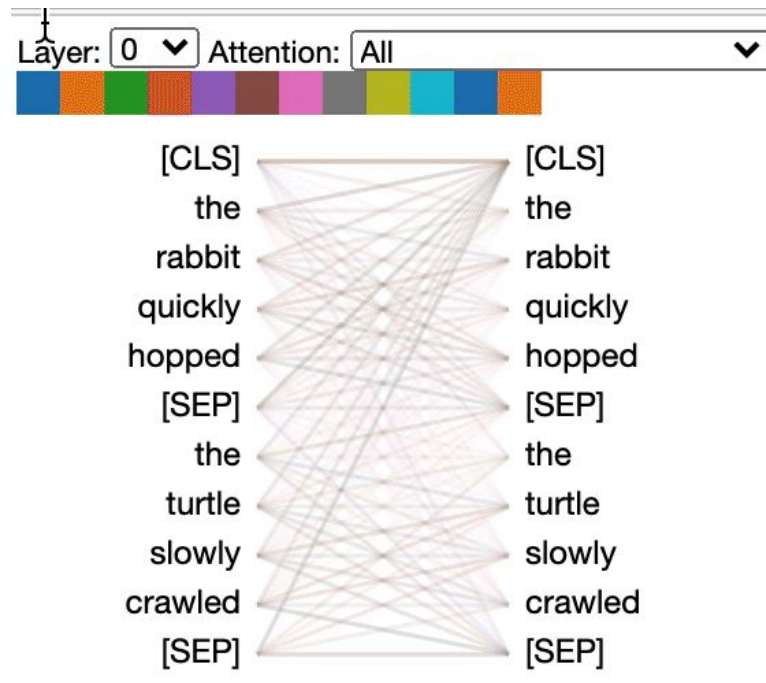 Layer: 0 Attention: All
[CLS] [CLS]
the the
rabbit rabbit
quickly quickly
hopped hopped
[SEP] [SEP]
the the
turtle turtle
slowly slowly
crawled crawled
[SEP] [SEP]